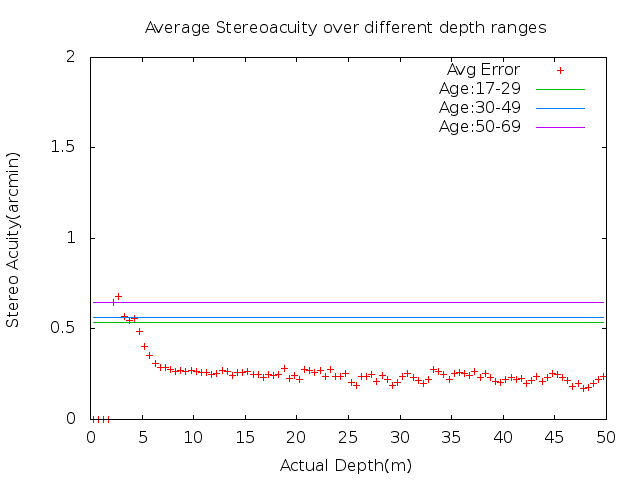 Average Stereoacuity over different depth ranges
2
1.5
1
0.5
0
Stereo Acuity(arcmin)
Avg Error
Age:17-29
Age:30-49
Age:50-69
0 5 10 15 20 25 30 35 40 45 50
Actual Depth(m)